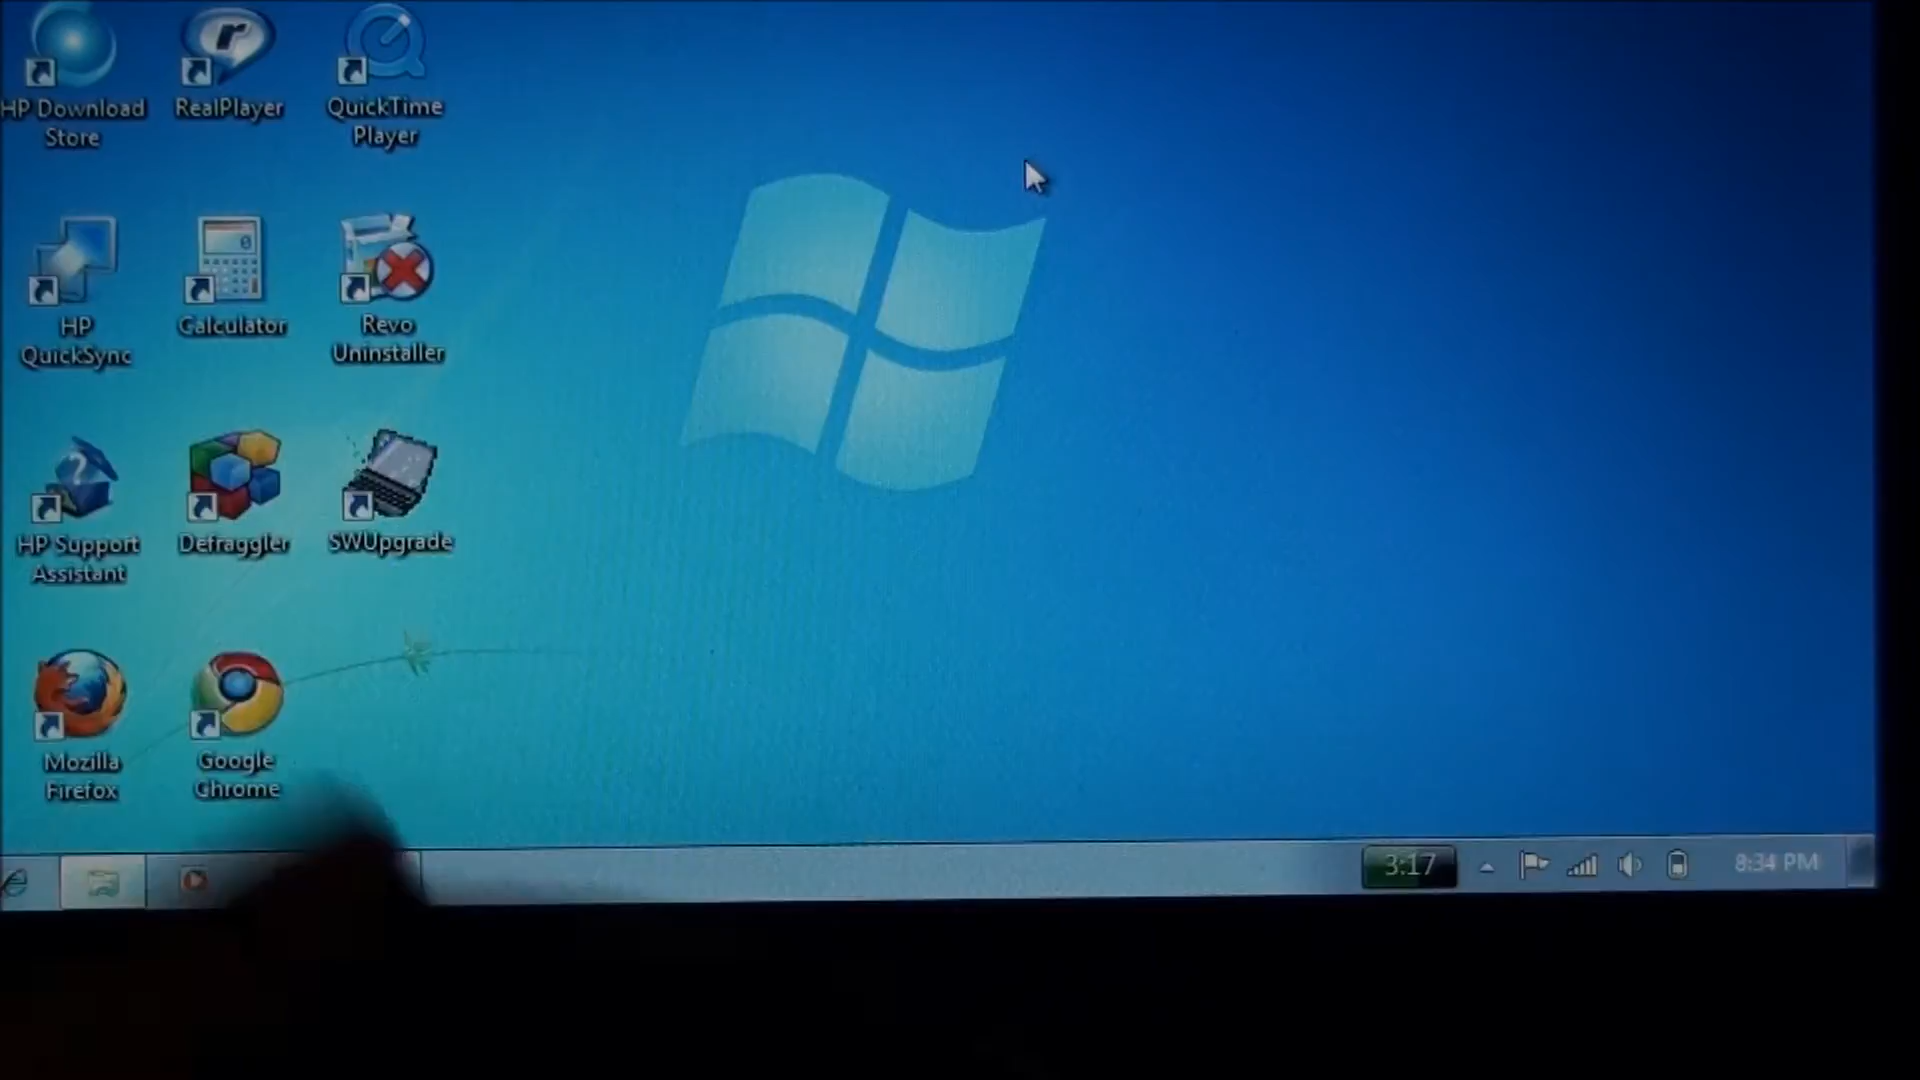 HP Download
Store
RealPlayer
QuickTime
Player
HP
QuickSync
Calculator
0
Revo
Uninstaller
HP Support
Assistant
Defraggler
SWUpgrade
Mozilla
Firefox
Google
Chrome
3:17
8:34 PM